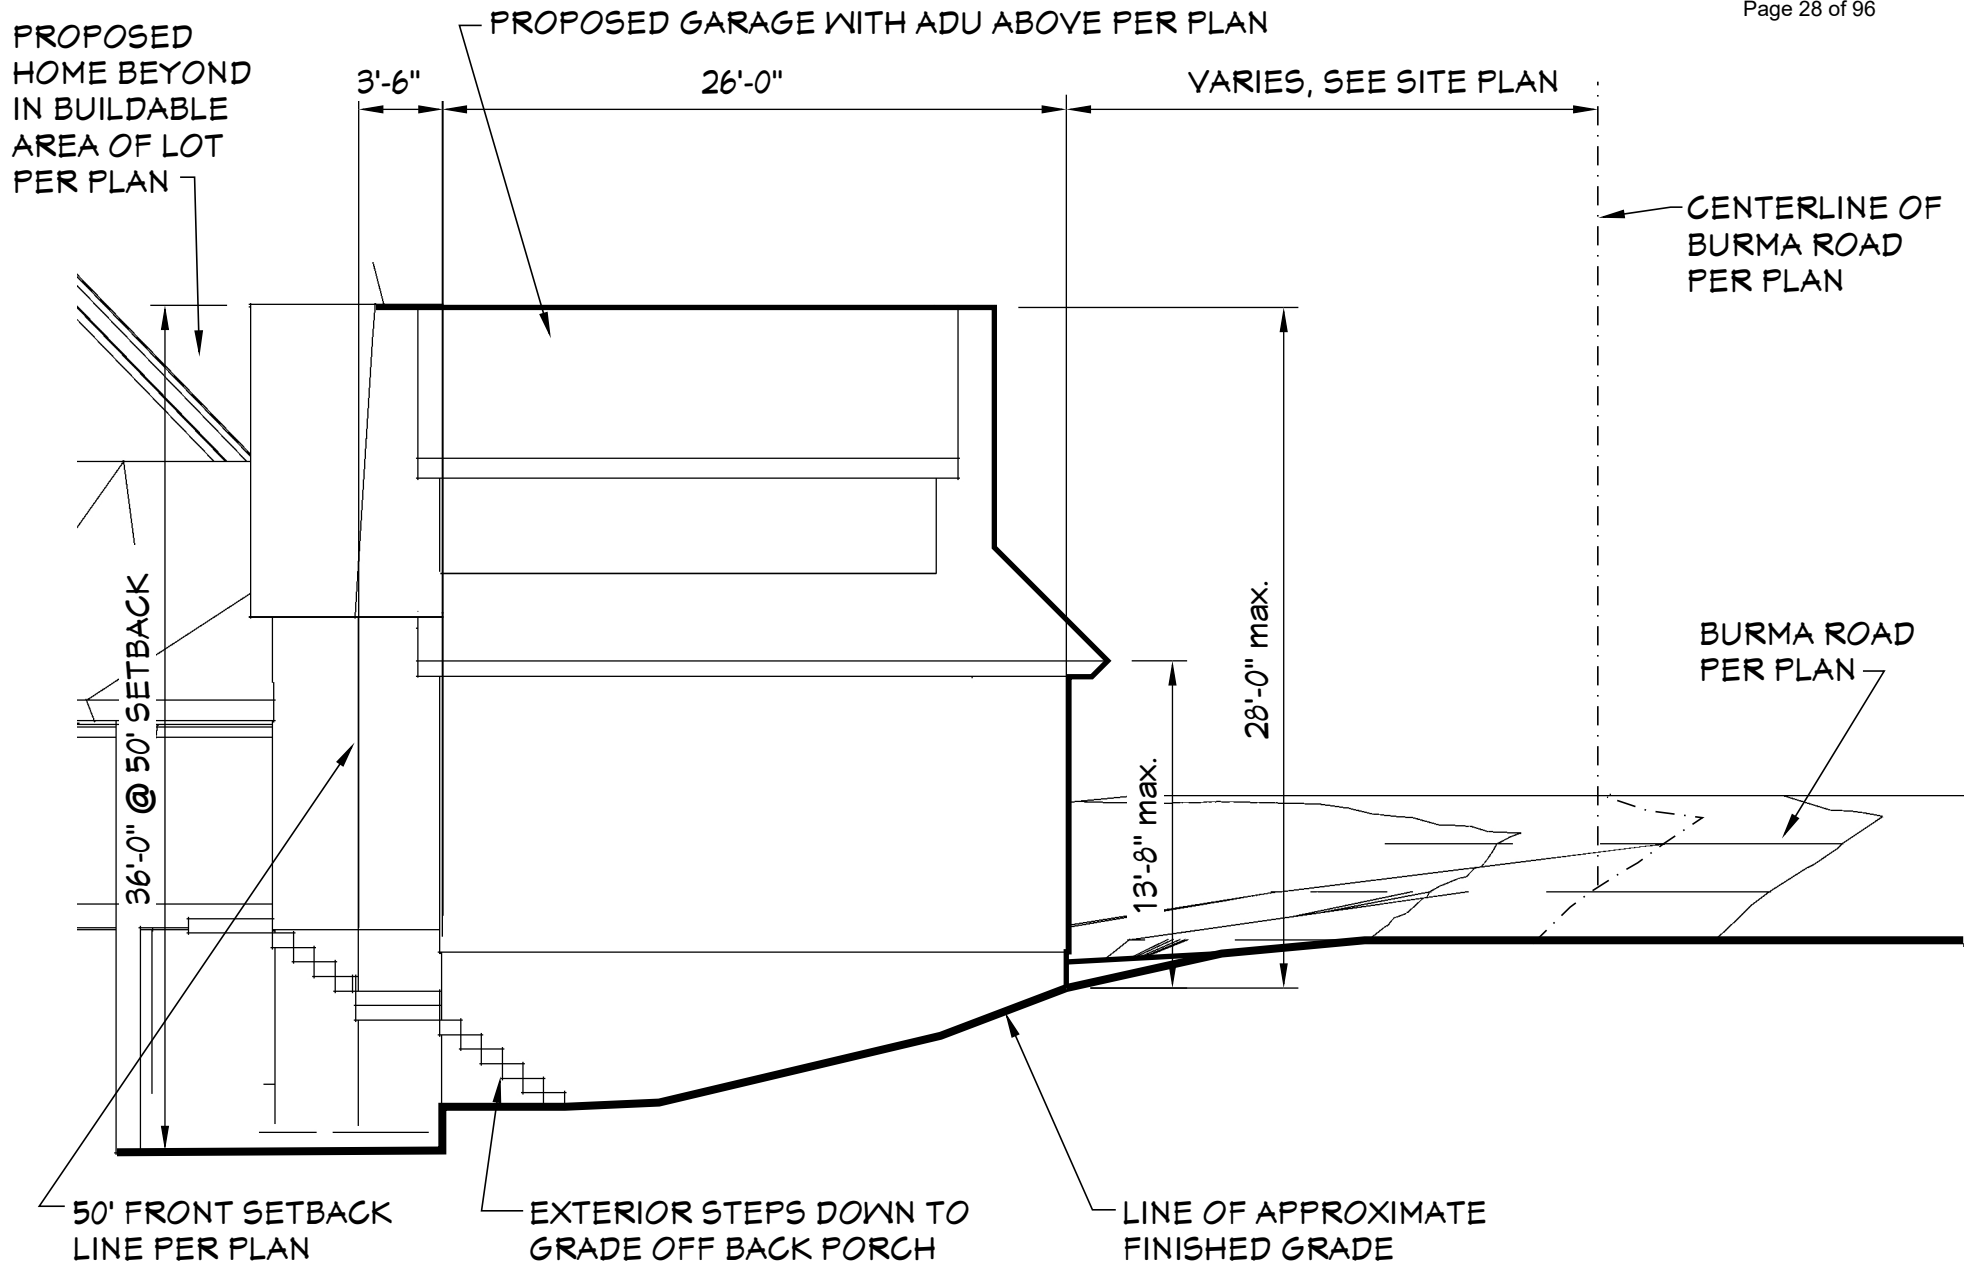 Page 28 of 96
PROPOSED GARAGE WITH ADU ABOVE PER PLAN
PROPOSED
HOME BEYOND
IN BUILDABLE
AREA OF LOT
PER PLAN
3'-6"
26'-0"
VARIES, SEE SITE PLAN
CENTERLINE OF
BURMA ROAD
PER PLAN
36'-0" @ 50' SETBACK
28'-0" max.
13'-8" max.
BURMA ROAD
PER PLAN
50' FRONT SETBACK
LINE PER PLAN
EXTERIOR STEPS DOWN TO
GRADE OFF BACK PORCH
LINE OF APPROXIMATE
FINISHED GRADE